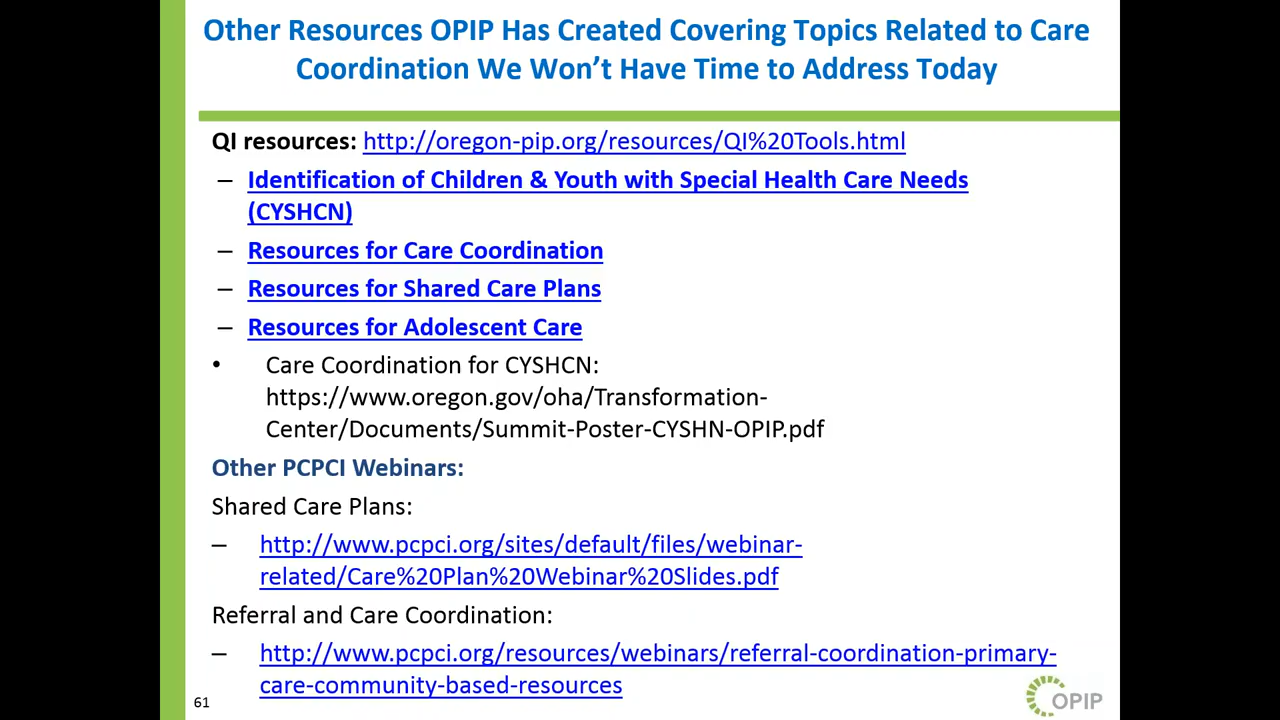 Other Resources OPIP Has Created Covering Topics Related to Care
Coordination We Won't Have Time to Address Today
QI resources: http://oregon-pip.org/resources/QI%20Tools.html
– Identification of Children & Youth with Special Health Care Needs
(CYSHCN)
– Resources for Care Coordination
– Resources for Shared Care Plans
– Resources for Adolescent Care
• Care Coordination for CYSHCN:
https://www.oregon.gov/oha/Transformation-
Center/Documents/Summit-Poster-CYSHN-OPIP.pdf
Other PCPCI Webinars:
Shared Care Plans:
– http://www.pcpci.org/sites/default/files/webinar-
related/Care%20Plan%20Webinar%20Slides.pdf
Referral and Care Coordination:
– http://www.pcpci.org/resources/webinars/referral-coordination-primary-
care-community-based-resources
61
OPIP